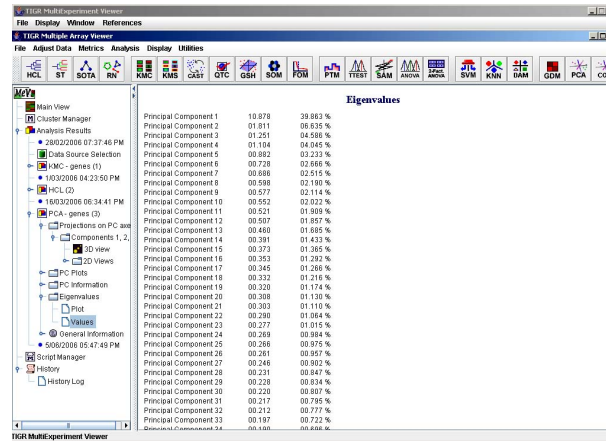 TIGR MultiExperiment Viewer
File Display Window References
TIGR Multiple Array Viewer
File Adjust Data Metrics Analysis Display Utilities
HCL ST SOTA RN KMC KMS CAST QTC GSH SOM FOM PTM TTEST SAM ANOVA 2-Fact. ANOVA SVM KNN DAM GDM PCA CO
MeV
Main View
Cluster Manager
Analysis Results
28/02/2006 07:37:46 PM
Data Source Selection
KMC - genes (1)
1/03/2006 04:23:50 PM
HCL (2)
16/03/2006 06:34:41 PM
PCA - genes (3)
Projections on PC axe
Components 1, 2,
3D view
2D Views
PC Plots
PC Information
Eigenvalues
Plot
Values
General Information
5/06/2006 05:47:49 PM
Script Manager
History
History Log
Eigenvalues
Principal Component 1 10.878 39.863 %
Principal Component 2 01.811 06.635 %
Principal Component 3 01.251 04.586 %
Principal Component 4 01.104 04.045 %
Principal Component 5 00.882 03.233 %
Principal Component 6 00.728 02.666 %
Principal Component 7 00.686 02.515 %
Principal Component 8 00.598 02.190 %
Principal Component 9 00.577 02.114 %
Principal Component 10 00.552 02.022 %
Principal Component 11 00.521 01.909 %
Principal Component 12 00.507 01.857 %
Principal Component 13 00.460 01.685 %
Principal Component 14 00.391 01.433 %
Principal Component 15 00.373 01.365 %
Principal Component 16 00.353 01.292 %
Principal Component 17 00.345 01.266 %
Principal Component 18 00.332 01.216 %
Principal Component 19 00.320 01.174 %
Principal Component 20 00.308 01.130 %
Principal Component 21 00.303 01.110 %
Principal Component 22 00.290 01.064 %
Principal Component 23 00.277 01.015 %
Principal Component 24 00.269 00.984 %
Principal Component 25 00.266 00.975 %
Principal Component 26 00.261 00.957 %
Principal Component 27 00.246 00.902 %
Principal Component 28 00.231 00.847 %
Principal Component 29 00.228 00.834 %
Principal Component 30 00.220 00.807 %
Principal Component 31 00.217 00.795 %
Principal Component 32 00.212 00.777 %
Principal Component 33 00.197 00.722 %
Principal Component 34 00.190 00.696 %
TIGR MultiExperiment Viewer